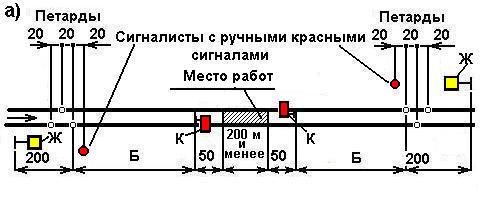 а)
Петарды
20 20 20
Сигналисты с ручными красными
сигналами
Место работ
Петарды
20 20 20
Ж
Ж
К
К
200 м
и
менее
200
Б
50
50
Б
200